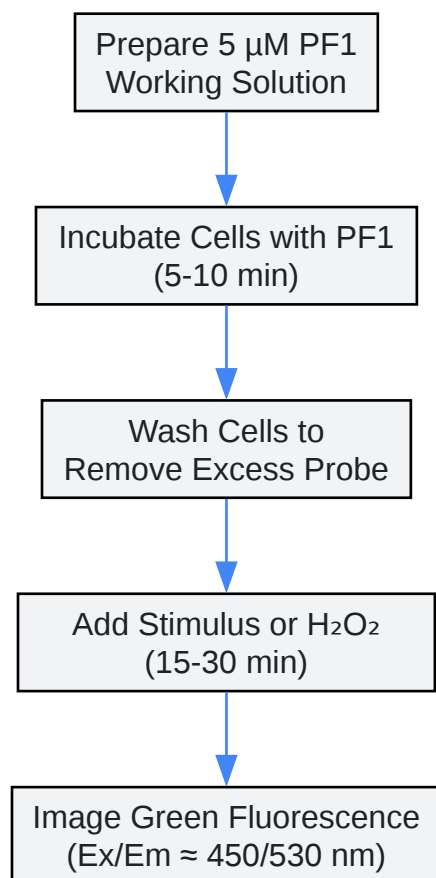 Prepare 5 µM PF1
Working Solution
Incubate Cells with PF1
(5-10 min)
Wash Cells to
Remove Excess Probe
Add Stimulus or H₂O₂
(15-30 min)
Image Green Fluorescence
(Ex/Em ≈ 450/530 nm)